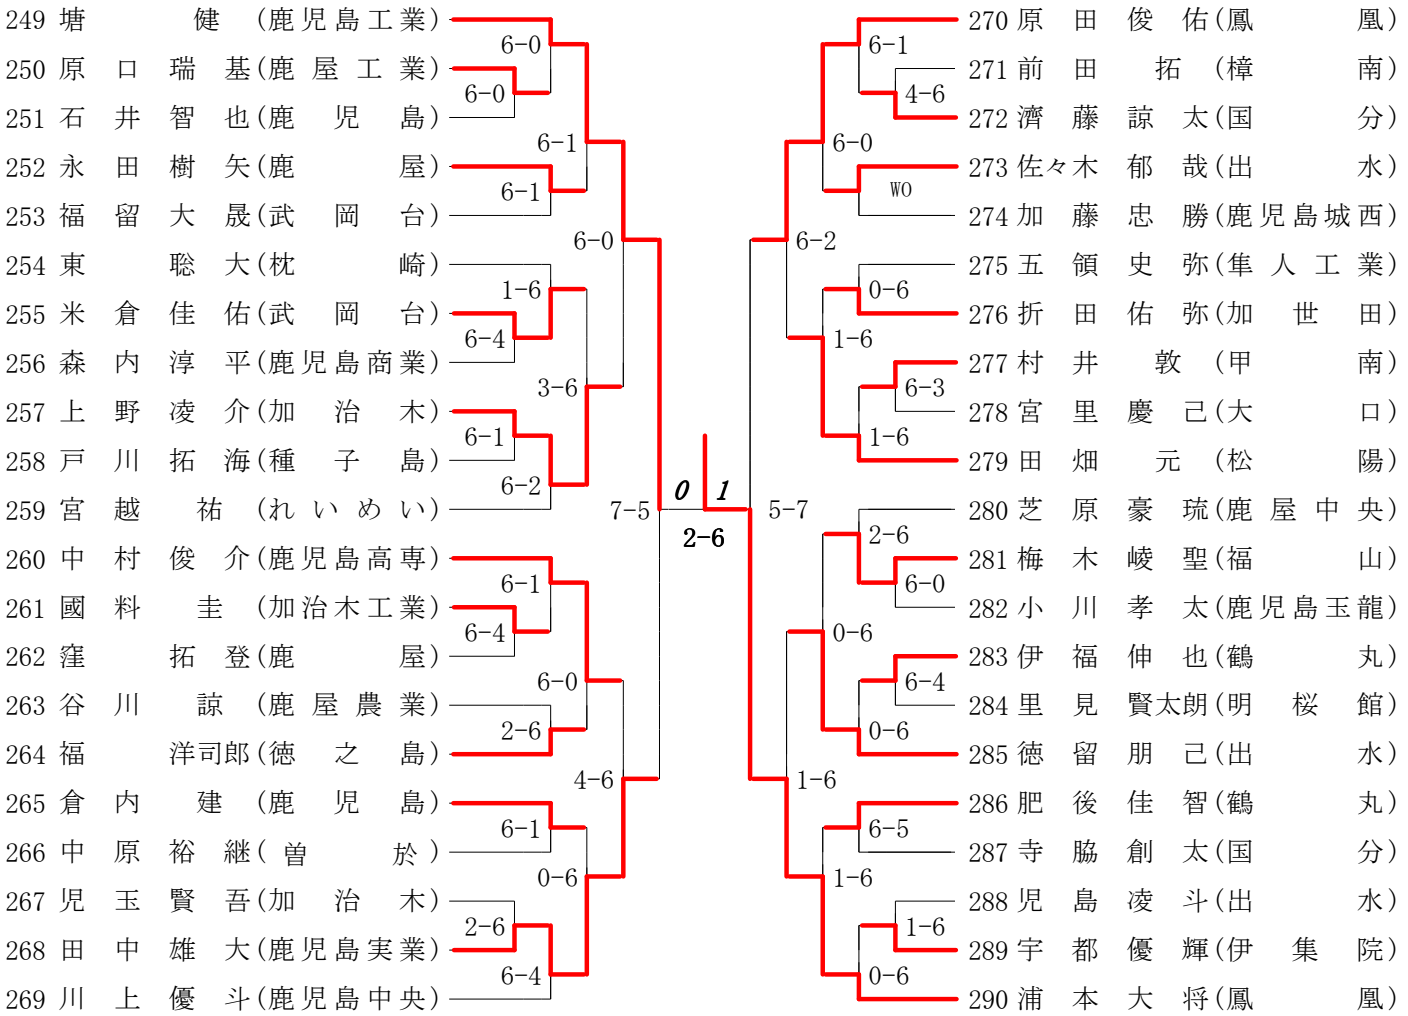 249 塘 健 (鹿児島工業)
6-0
250 原口瑞基(鹿屋工業)
6-0
251 石井智也(鹿児島)
6-1
252 永田樹矢(鹿屋)
6-1
253 福留大晟(武岡台)
6-0
254 東 聡大(枕崎)
1-6
255 米倉佳佑(武岡台)
6-4
256 森内淳平(鹿児島商業)
3-6
257 上野凌介(加治木)
6-1
258 戸川拓海(種子島)
6-2
259 宮越 祐 (れいめい)
7-5
260 中村俊介(鹿児島高専)
6-1
261 國料 圭 (加治木工業)
6-4
262 窪 拓登(鹿屋)
6-0
263 谷川 諒 (鹿屋農業)
2-6
264 福 洋司郎(徳之島)
4-6
265 倉内 建 (鹿児島)
6-1
266 中原裕継(曽於)
0-6
267 児玉賢吾(加治木)
2-6
268 田中雄大(鹿児島実業)
6-4
269 川上優斗(鹿児島中央)
0 1
2-6
270 原田俊佑(鳳凰)
6-1
271 前田 拓 (樟南)
4-6
272 濟藤諒太(国分)
6-0
273 佐々木郁哉(出水)
WO
274 加藤忠勝(鹿児島城西)
6-2
275 五領史弥(隼人工業)
0-6
276 折田佑弥(加世田)
1-6
277 村井 敦 (甲南)
6-3
278 宮里慶己(大口)
1-6
279 田畑 元 (松陽)
5-7
280 芝原豪琉(鹿屋中央)
2-6
281 梅木崚聖(福山)
6-0
282 小川孝太(鹿児島玉龍)
0-6
283 伊福伸也(鶴丸)
6-4
284 里見賢太朗(明桜館)
0-6
285 徳留朋己(出水)
1-6
286 肥後佳智(鶴丸)
6-5
287 寺脇創太(国分)
1-6
288 児島凌斗(出水)
1-6
289 宇都優輝(伊集院)
0-6
290 浦本大将(鳳凰)